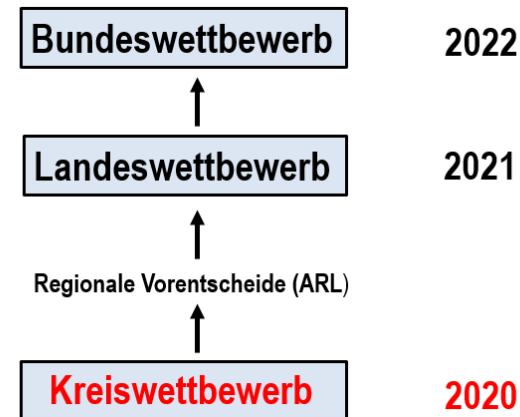 Bundeswettbewerb 2022
Landeswettbewerb 2021
Regionale Vorentscheide (ARL)
Kreiswettbewerb 2020